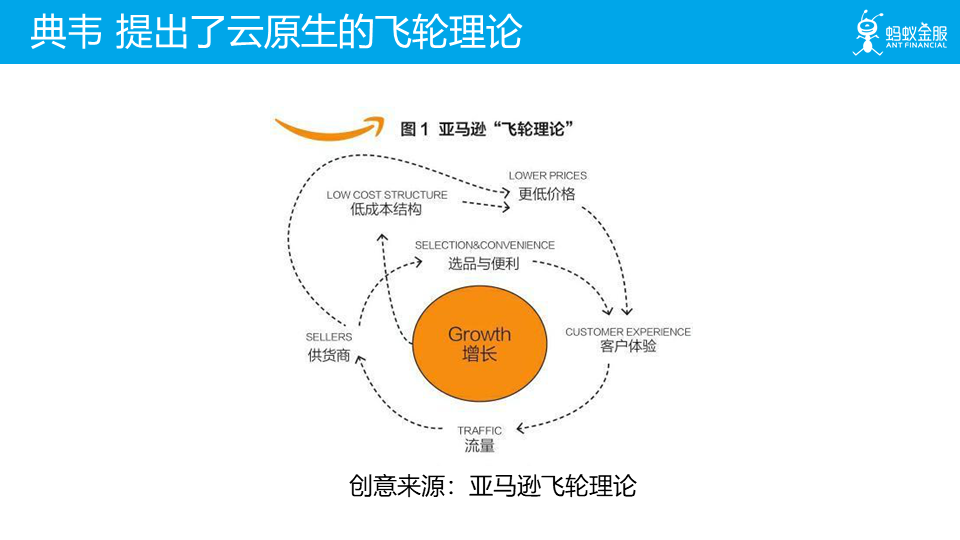 典韦 提出了云原生的飞轮理论
蚂蚁金服
ANT FINANCIAL
图1 亚马逊“飞轮理论”
LOWER PRICES
更低价格
LOW COST STRUCTURE
低成本结构
SELECTION&CONVENIENCE
选品与便利
Growth
增长
SELLERS
供货商
CUSTOMER EXPERIENCE
客户体验
TRAFFIC
流量
创意来源：亚马逊飞轮理论